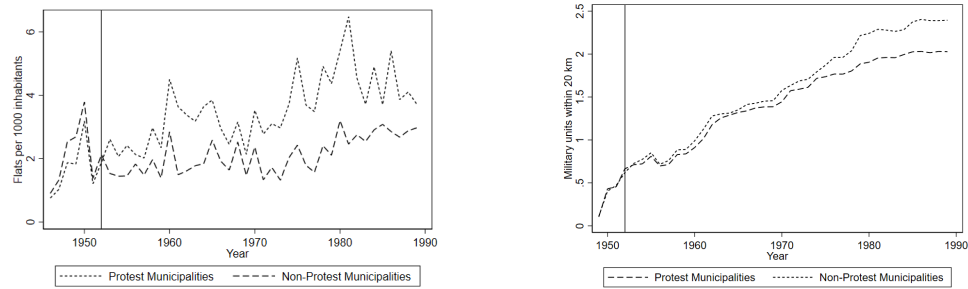 Flats per 1000 inhabitants
6
4
2
0
1950 1960 1970 1980 1990
Year
Protest Municipalities Non-Protest Municipalities
Military units within 20 km
2.5
2
1.5
1
.5
0
1950 1960 1970 1980 1990
Year
Protest Municipalities Non-Protest Municipalities